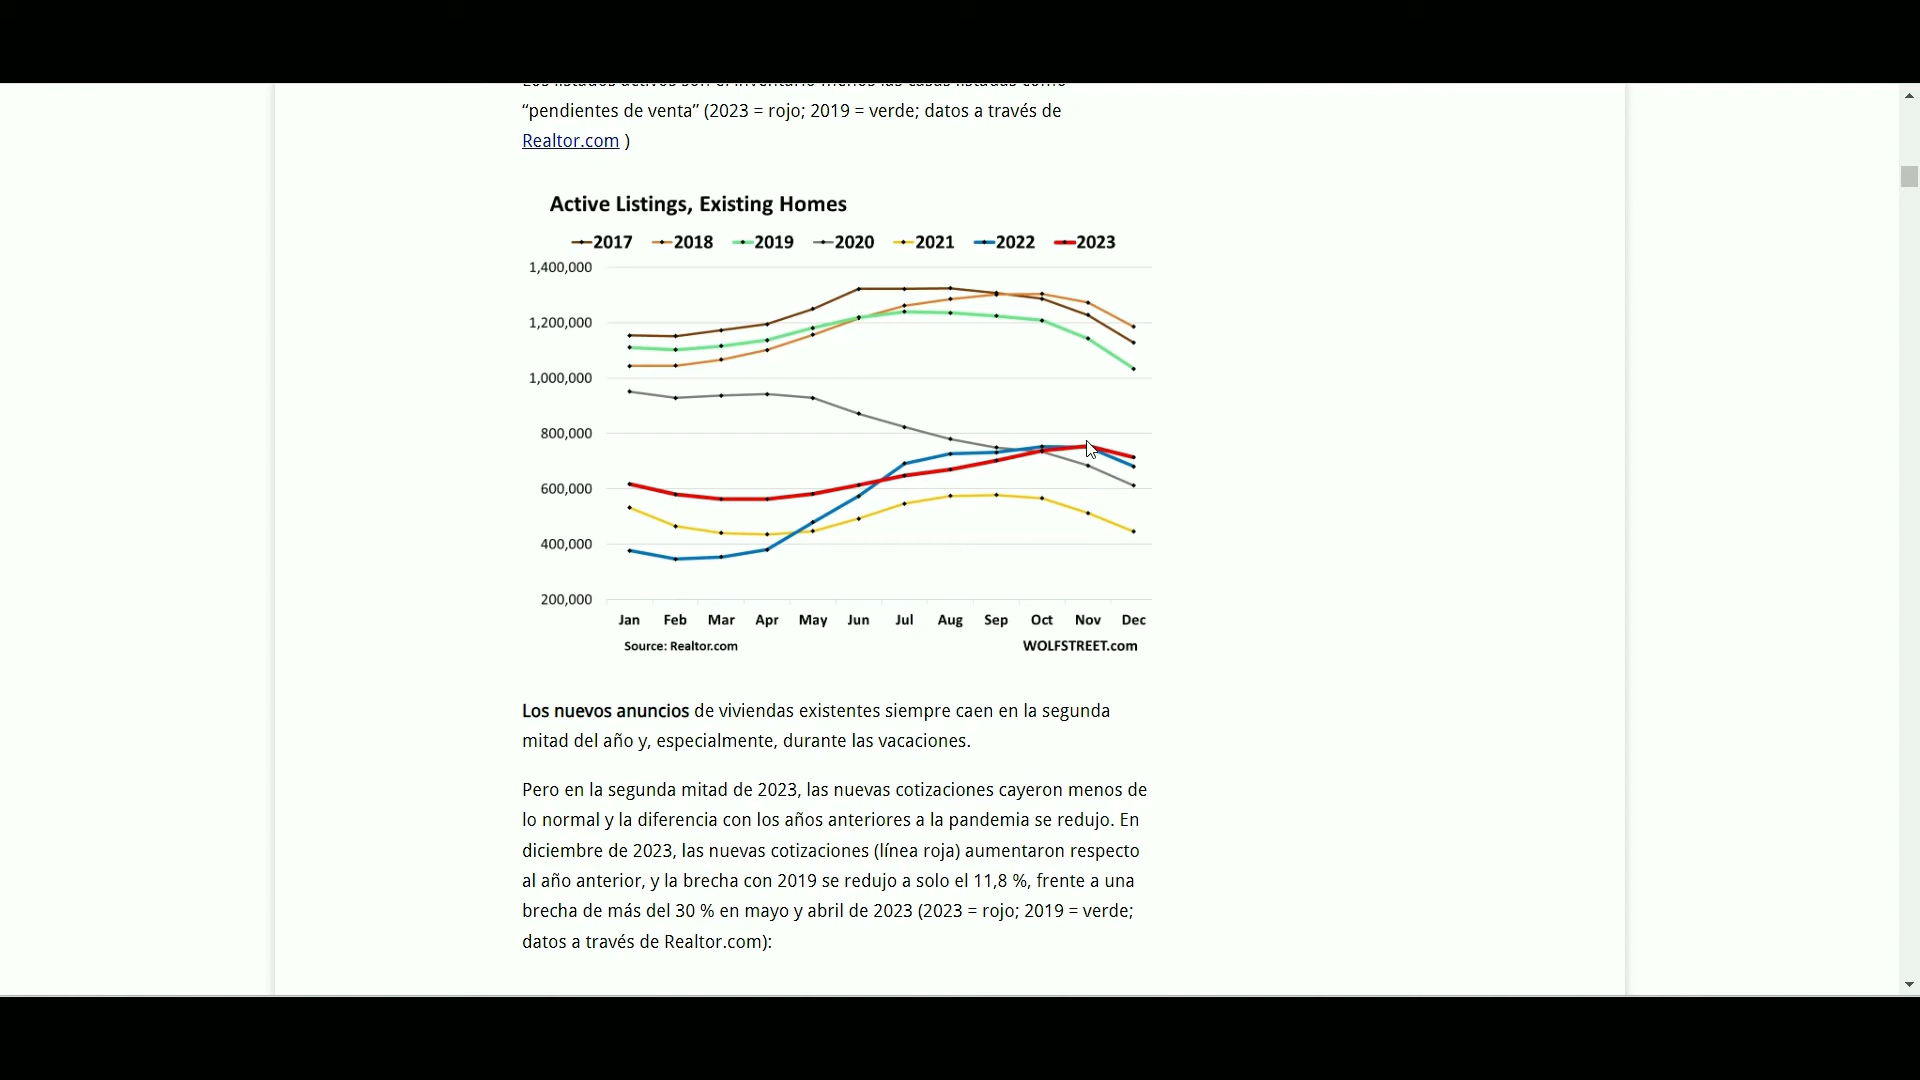 “pendientes de venta” (2023 = rojo; 2019 = verde; datos a través de
Realtor.com )
Active Listings, Existing Homes
2017 2018 2019 2020 2021 2022 2023
1,400,000
1,200,000
1,000,000
800,000
600,000
400,000
200,000
Jan Feb Mar Apr May Jun Jul Aug Sep Oct Nov Dec
Source: Realtor.com WOLFSTREET.com
Los nuevos anuncios de viviendas existentes siempre caen en la segunda
mitad del año y, especialmente, durante las vacaciones.
Pero en la segunda mitad de 2023, las nuevas cotizaciones cayeron menos de
lo normal y la diferencia con los años anteriores a la pandemia se redujo. En
diciembre de 2023, las nuevas cotizaciones (línea roja) aumentaron respecto
al año anterior, y la brecha con 2019 se redujo a solo el 11,8 %, frente a una
brecha de más del 30 % en mayo y abril de 2023 (2023 = rojo; 2019 = verde;
datos a través de Realtor.com):